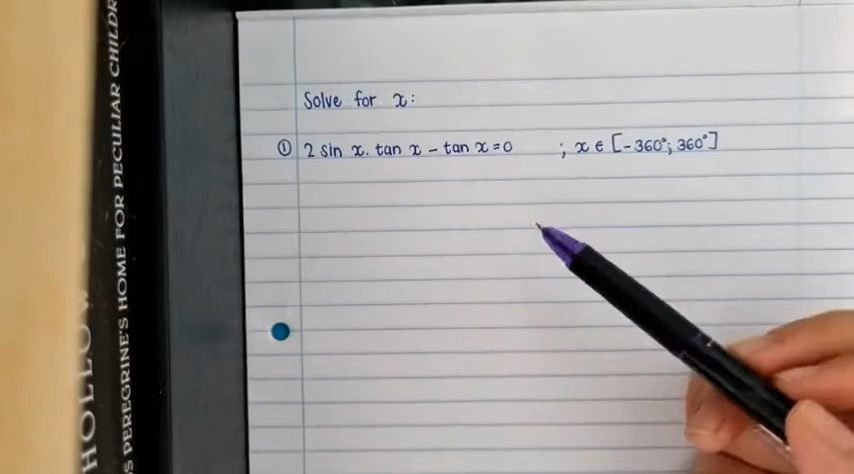 HOLLOW
S PEREGRINE'S HOME FOR PECULIAR CHILDR
Solve for x:
① 2 sin x. tan x - tan x = 0 ; x ∈ [-360°; 360°]